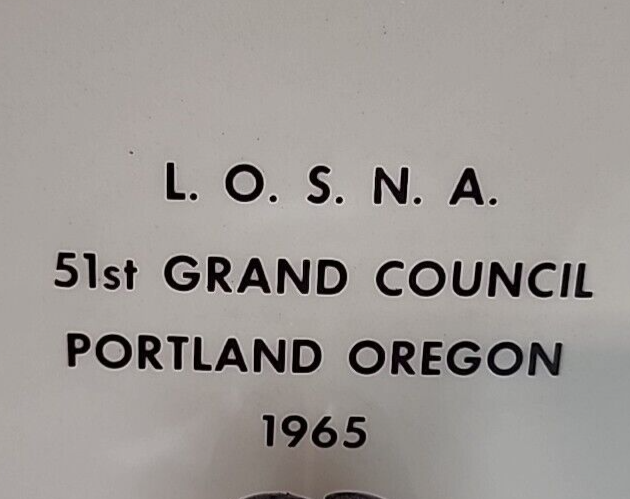 L. O. S. N. A.
51st GRAND COUNCIL
PORTLAND OREGON
1965